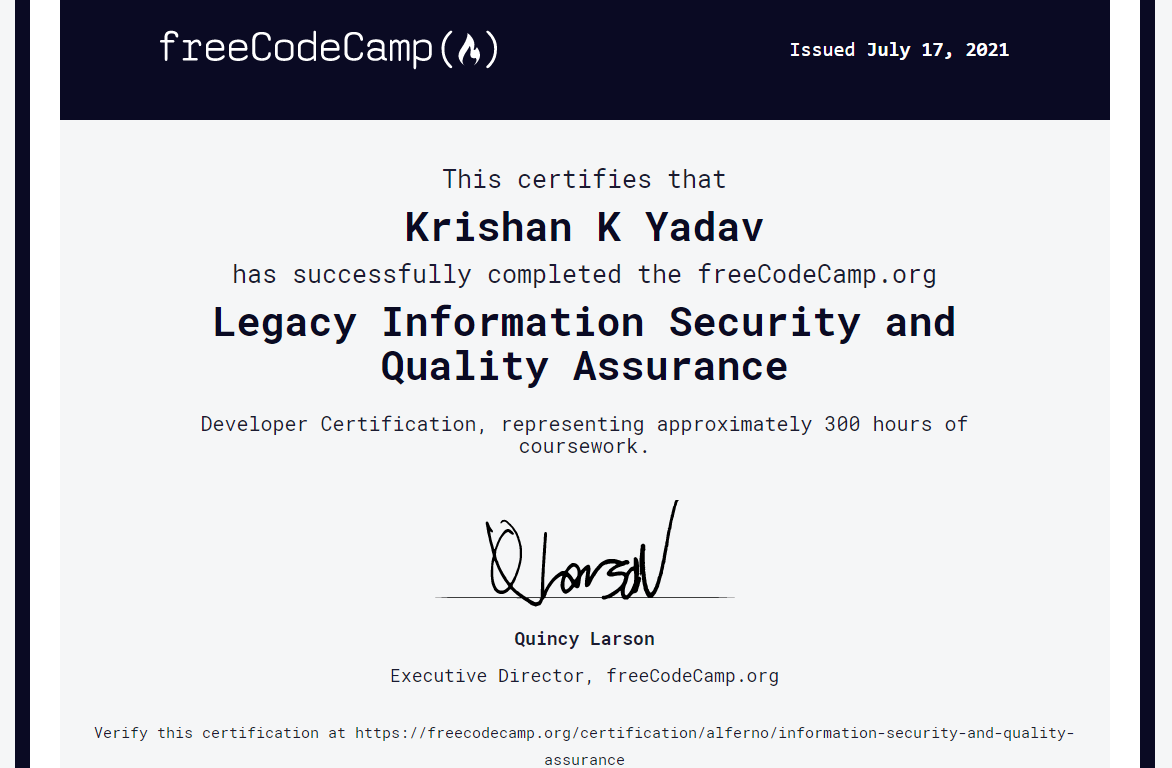 freeCodeCamp(🔥)
Issued July 17, 2021
This certifies that
Krishan K Yadav
has successfully completed the freeCodeCamp.org
Legacy Information Security and
Quality Assurance
Developer Certification, representing approximately 300 hours of
coursework.
Q Larson
Quincy Larson
Executive Director, freeCodeCamp.org
Verify this certification at https://freecodecamp.org/certification/alferno/information-security-and-quality-
assurance